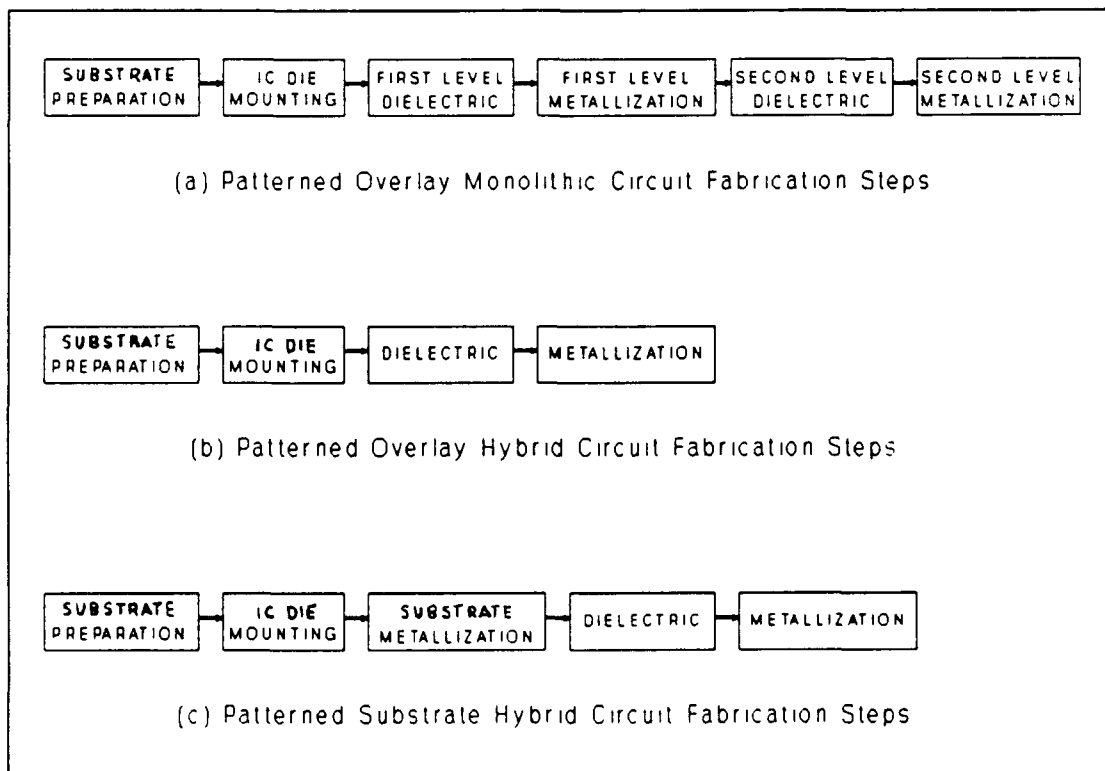 SUBSTRATE
PREPARATION
IC DIE
MOUNTING
FIRST LEVEL
DIELECTRIC
FIRST LEVEL
METALLIZATION
SECOND LEVEL
DIELECTRIC
SECOND LEVEL
METALLIZATION
(a) Patterned Overlay Monolithic Circuit Fabrication Steps
SUBSTRATE
PREPARATION
IC DIE
MOUNTING
DIELECTRIC
METALLIZATION
(b) Patterned Overlay Hybrid Circuit Fabrication Steps
SUBSTRATE
PREPARATION
IC DIE
MOUNTING
SUBSTRATE
METALLIZATION
DIELECTRIC
METALLIZATION
(c) Patterned Substrate Hybrid Circuit Fabrication Steps